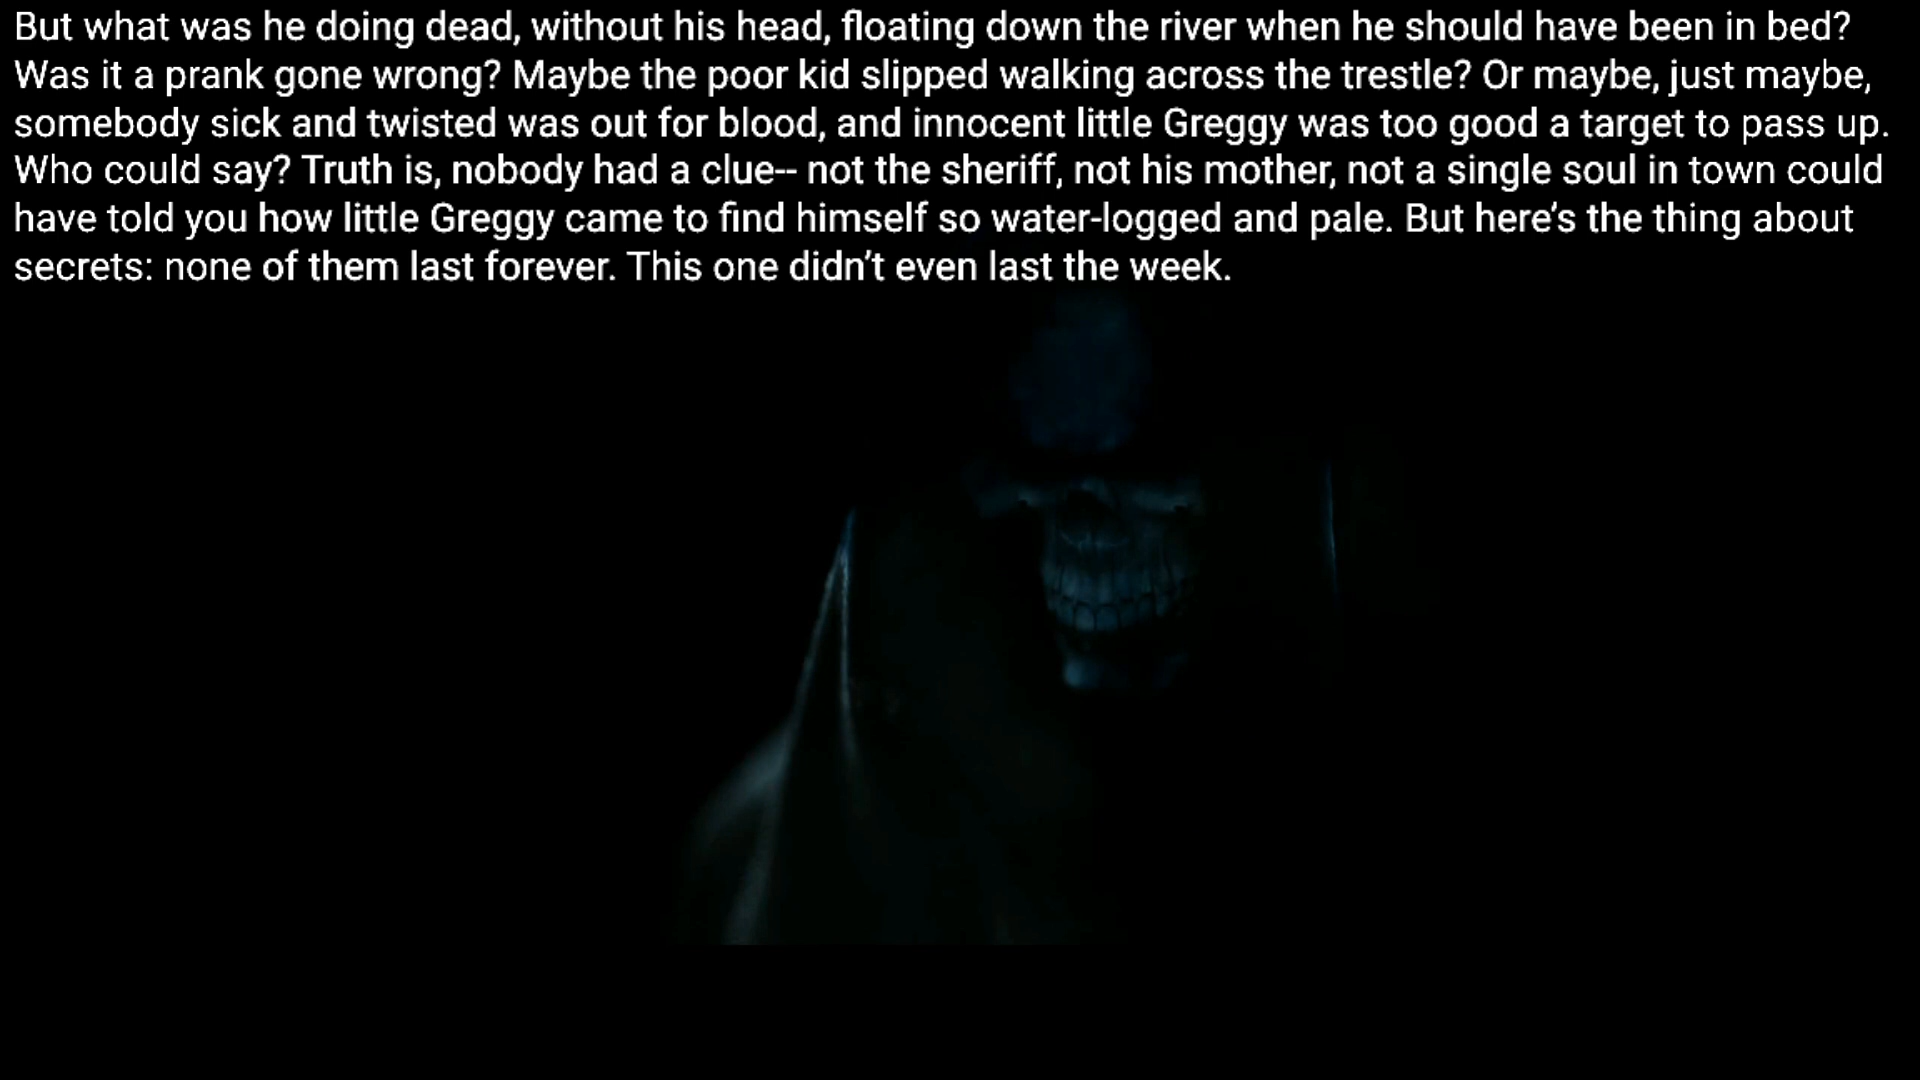 But what was he doing dead, without his head, floating down the river when he should have been in bed?
Was it a prank gone wrong? Maybe the poor kid slipped walking across the trestle? Or maybe, just maybe,
somebody sick and twisted was out for blood, and innocent little Greggy was too good a target to pass up.
Who could say? Truth is, nobody had a clue-- not the sheriff, not his mother, not a single soul in town could
have told you how little Greggy came to find himself so water-logged and pale. But here’s the thing about
secrets: none of them last forever. This one didn’t even last the week.